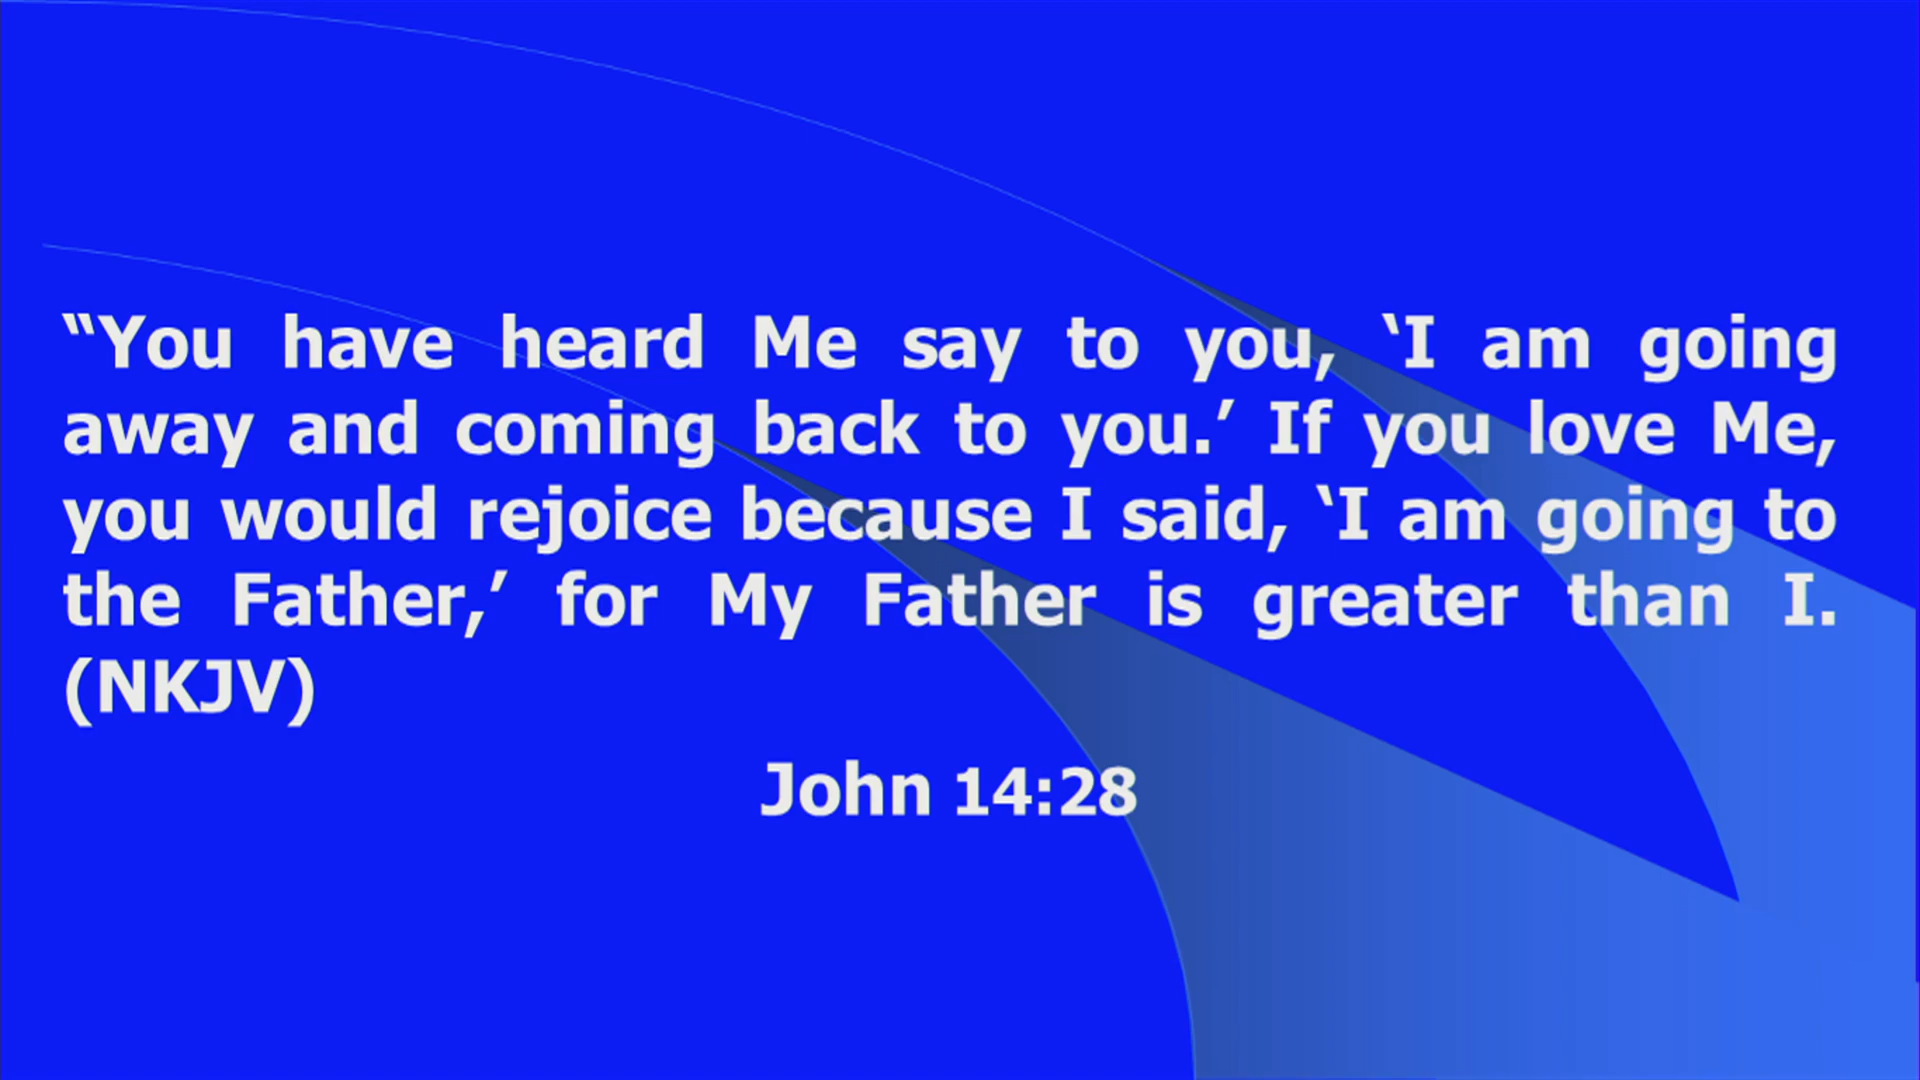 “You have heard Me say to you, ‘I am going
away and coming back to you.’ If you love Me,
you would rejoice because I said, ‘I am going to
the Father,’ for My Father is greater than I.
(NKJV)
John 14:28